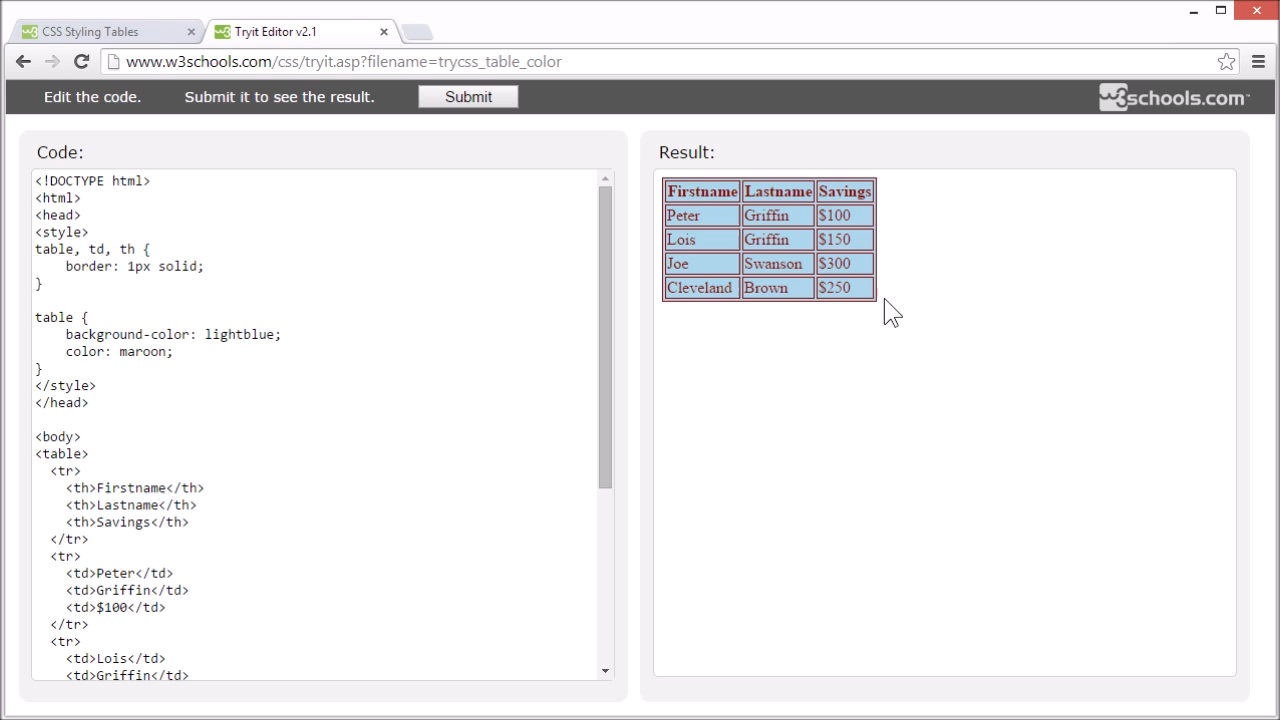 CSS Styling Tables
Tryit Editor v2.1
www.w3schools.com/css/tryit.asp?filename=trycss_table_color
Edit the code.
Submit it to see the result.
Submit
w3schools.com
Code:
<!DOCTYPE html>
<html>
<head>
<style>
table, td, th {
    border: 1px solid;
}
table {
    background-color: lightblue;
    color: maroon;
}
</style>
</head>
<body>
<table>
  <tr>
    <th>Firstname</th>
    <th>Lastname</th>
    <th>Savings</th>
  </tr>
  <tr>
    <td>Peter</td>
    <td>Griffin</td>
    <td>$100</td>
  </tr>
  <tr>
    <td>Lois</td>
    <td>Griffin</td>
Result:
Firstname Lastname Savings
Peter Griffin $100
Lois Griffin $150
Joe Swanson $300
Cleveland Brown $250